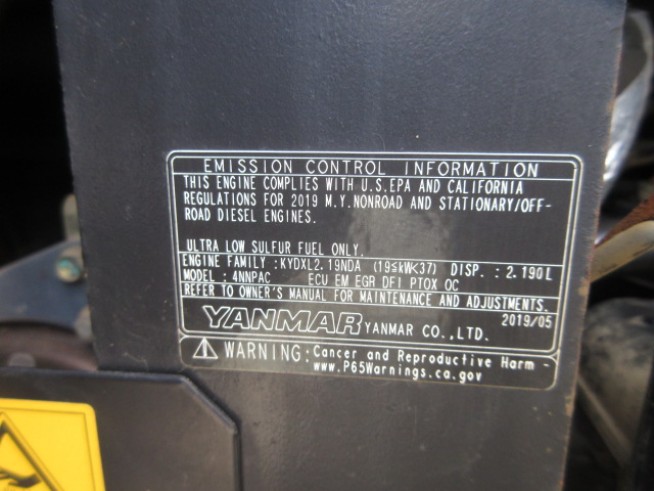 EMISSION CONTROL INFORMATION
THIS ENGINE COMPLIES WITH U.S.EPA AND CALIFORNIA
REGULATIONS FOR 2019 M.Y.NONROAD AND STATIONARY/OFF-
ROAD DIESEL ENGINES.
ULTRA LOW SULFUR FUEL ONLY.
ENGINE FAMILY : KYDXL2.19NDA (19≤kW<37) DISP. : 2.190L
MODEL : 4NNPAC ECU EM EGR DFI PTOX OC
REFER TO OWNER'S MANUAL FOR MAINTENANCE AND ADJUSTMENTS.
2019/05
YANMAR YANMAR CO.,LTD.
WARNING: Cancer and Reproductive Harm -
www.P65Warnings.ca.gov